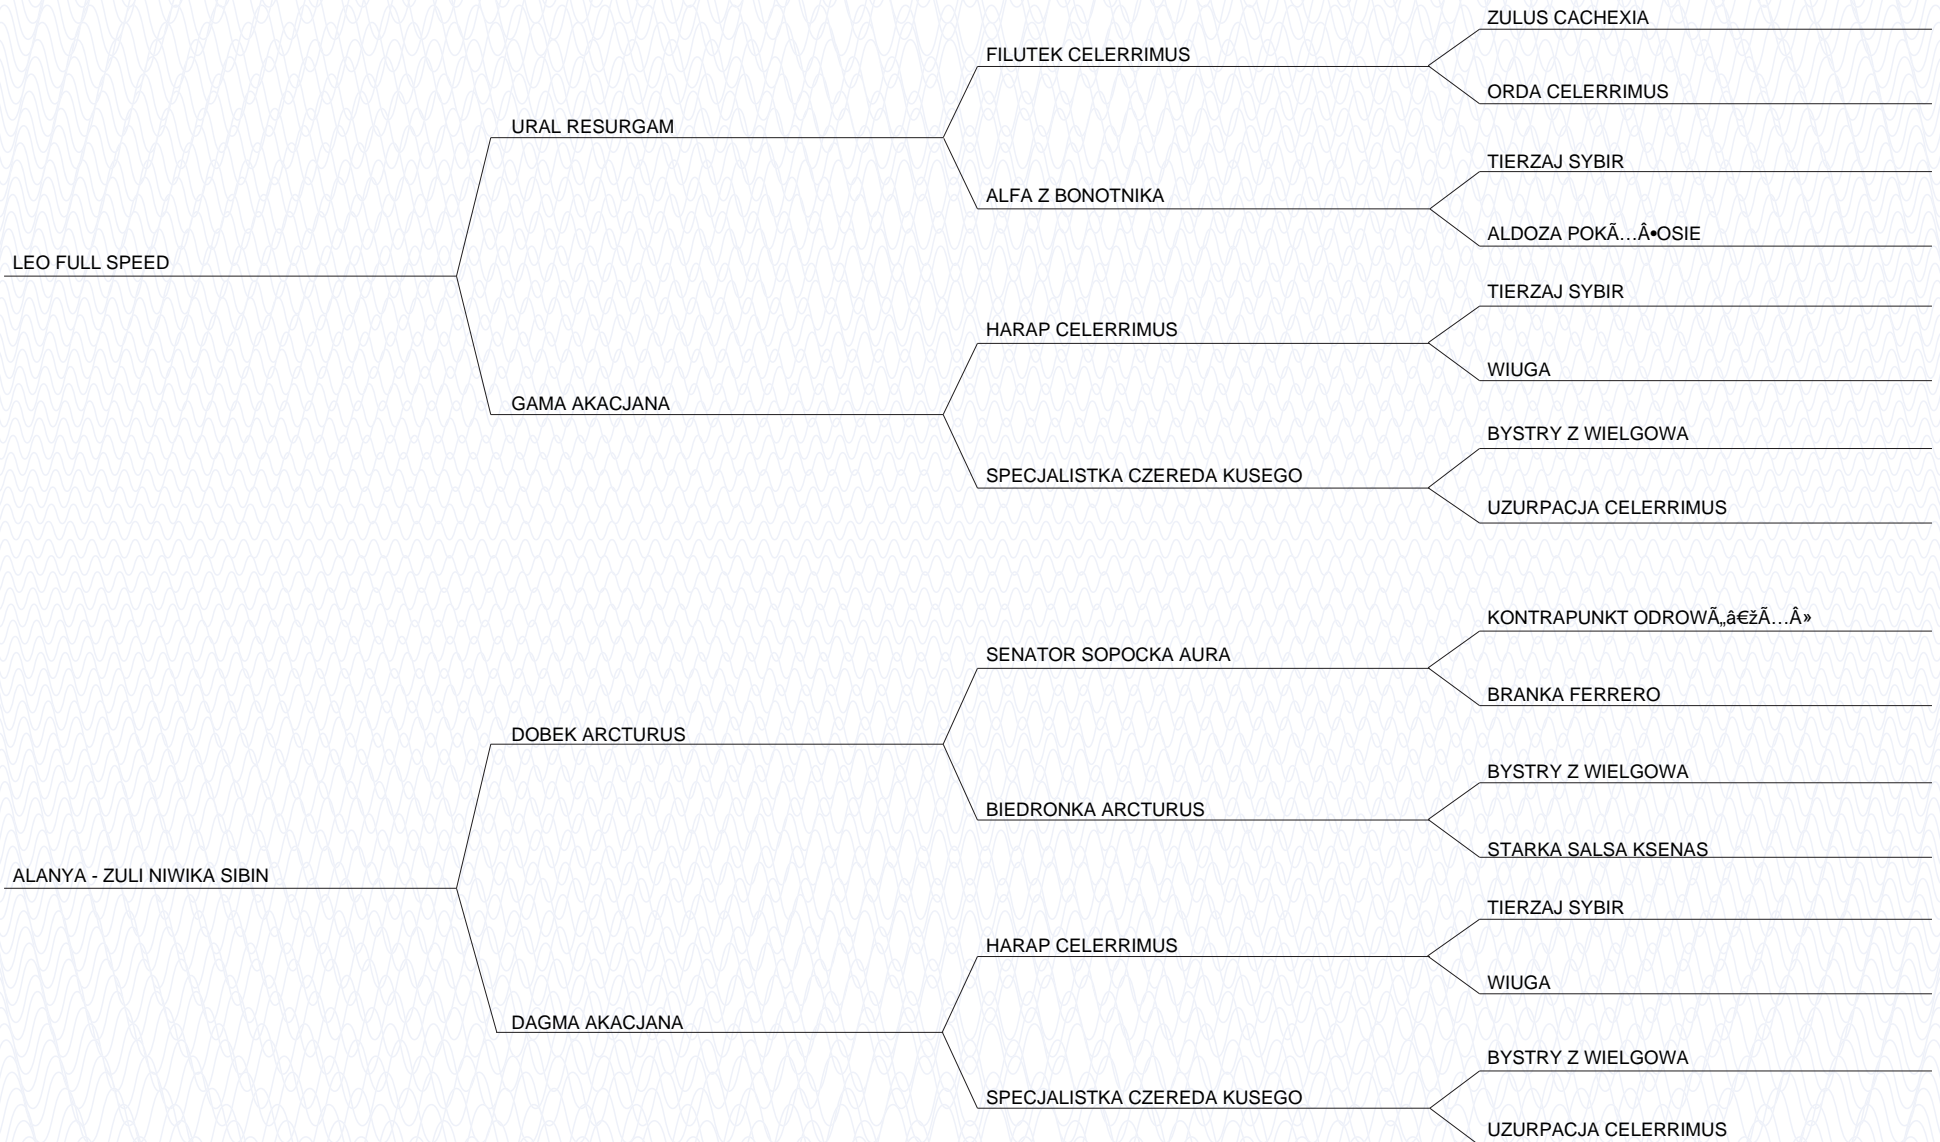 ZULUS CACHEXIA
FILUTEK CELERRIMUS
ORDA CELERRIMUS
URAL RESURGAM
TIERZAJ SYBIR
ALFA Z BONOTNIKA
ALDOZA POKÃ…Â•OSIE
LEO FULL SPEED
TIERZAJ SYBIR
HARAP CELERRIMUS
WIUGA
GAMA AKACJANA
BYSTRY Z WIELGOWA
SPECJALISTKA CZEREDA KUSEGO
UZURPACJA CELERRIMUS
KONTRAPUNKT ODROWÃ„â€žÃ…Â»
SENATOR SOPOCKA AURA
BRANKA FERRERO
DOBEK ARCTURUS
BYSTRY Z WIELGOWA
BIEDRONKA ARCTURUS
STARKA SALSA KSENAS
ALANYA - ZULI NIWIKA SIBIN
TIERZAJ SYBIR
HARAP CELERRIMUS
WIUGA
DAGMA AKACJANA
BYSTRY Z WIELGOWA
SPECJALISTKA CZEREDA KUSEGO
UZURPACJA CELERRIMUS